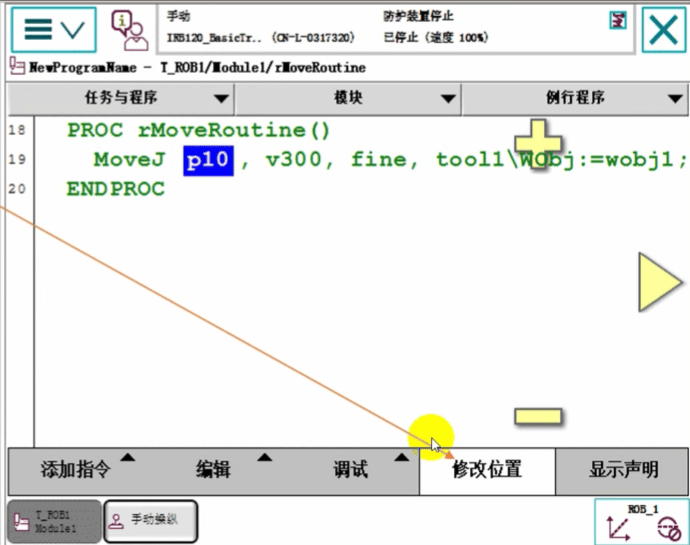 手动
防护装置停止
IRB120_BasicTr.. (CN-L-0317320)
已停止 (速度 100%)
NewProgramName - T_ROB1/Module1/rMoveRoutine
任务与程序
模块
例行程序
18 PROC rMoveRoutine()
19 MoveJ p10 , v300, fine, tool1\WObj:=wobj1;
20 ENDPROC
添加指令
编辑
调试
修改位置
显示声明
T_ROB1
Module1
手动操纵
ROB_1